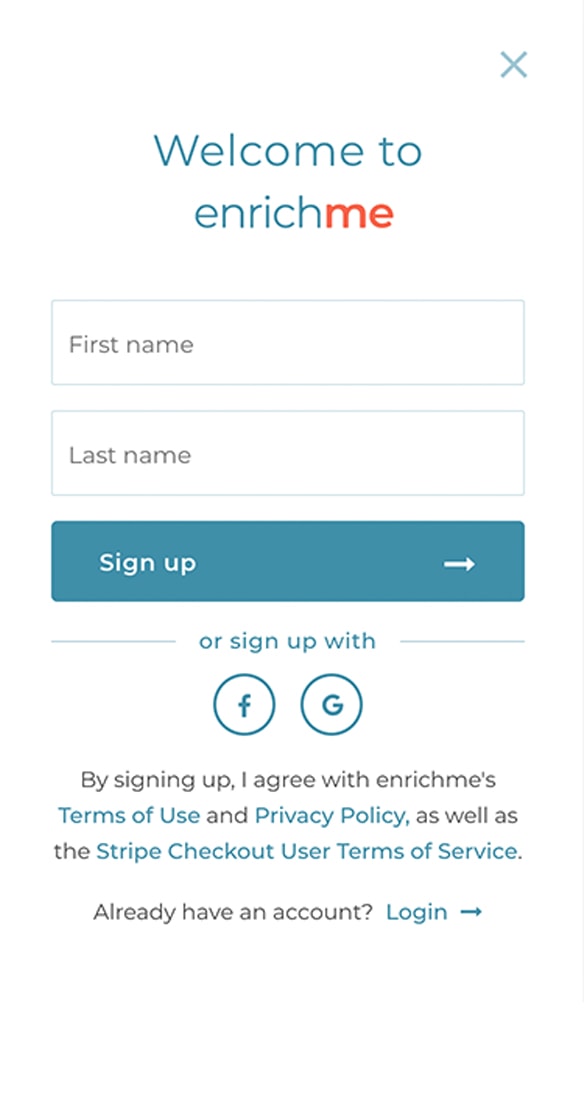 Welcome to
enrichme
First name
Last name
Sign up
or sign up with
f G
By signing up, I agree with enrichme's
Terms of Use and Privacy Policy, as well as
the Stripe Checkout User Terms of Service.
Already have an account? Login